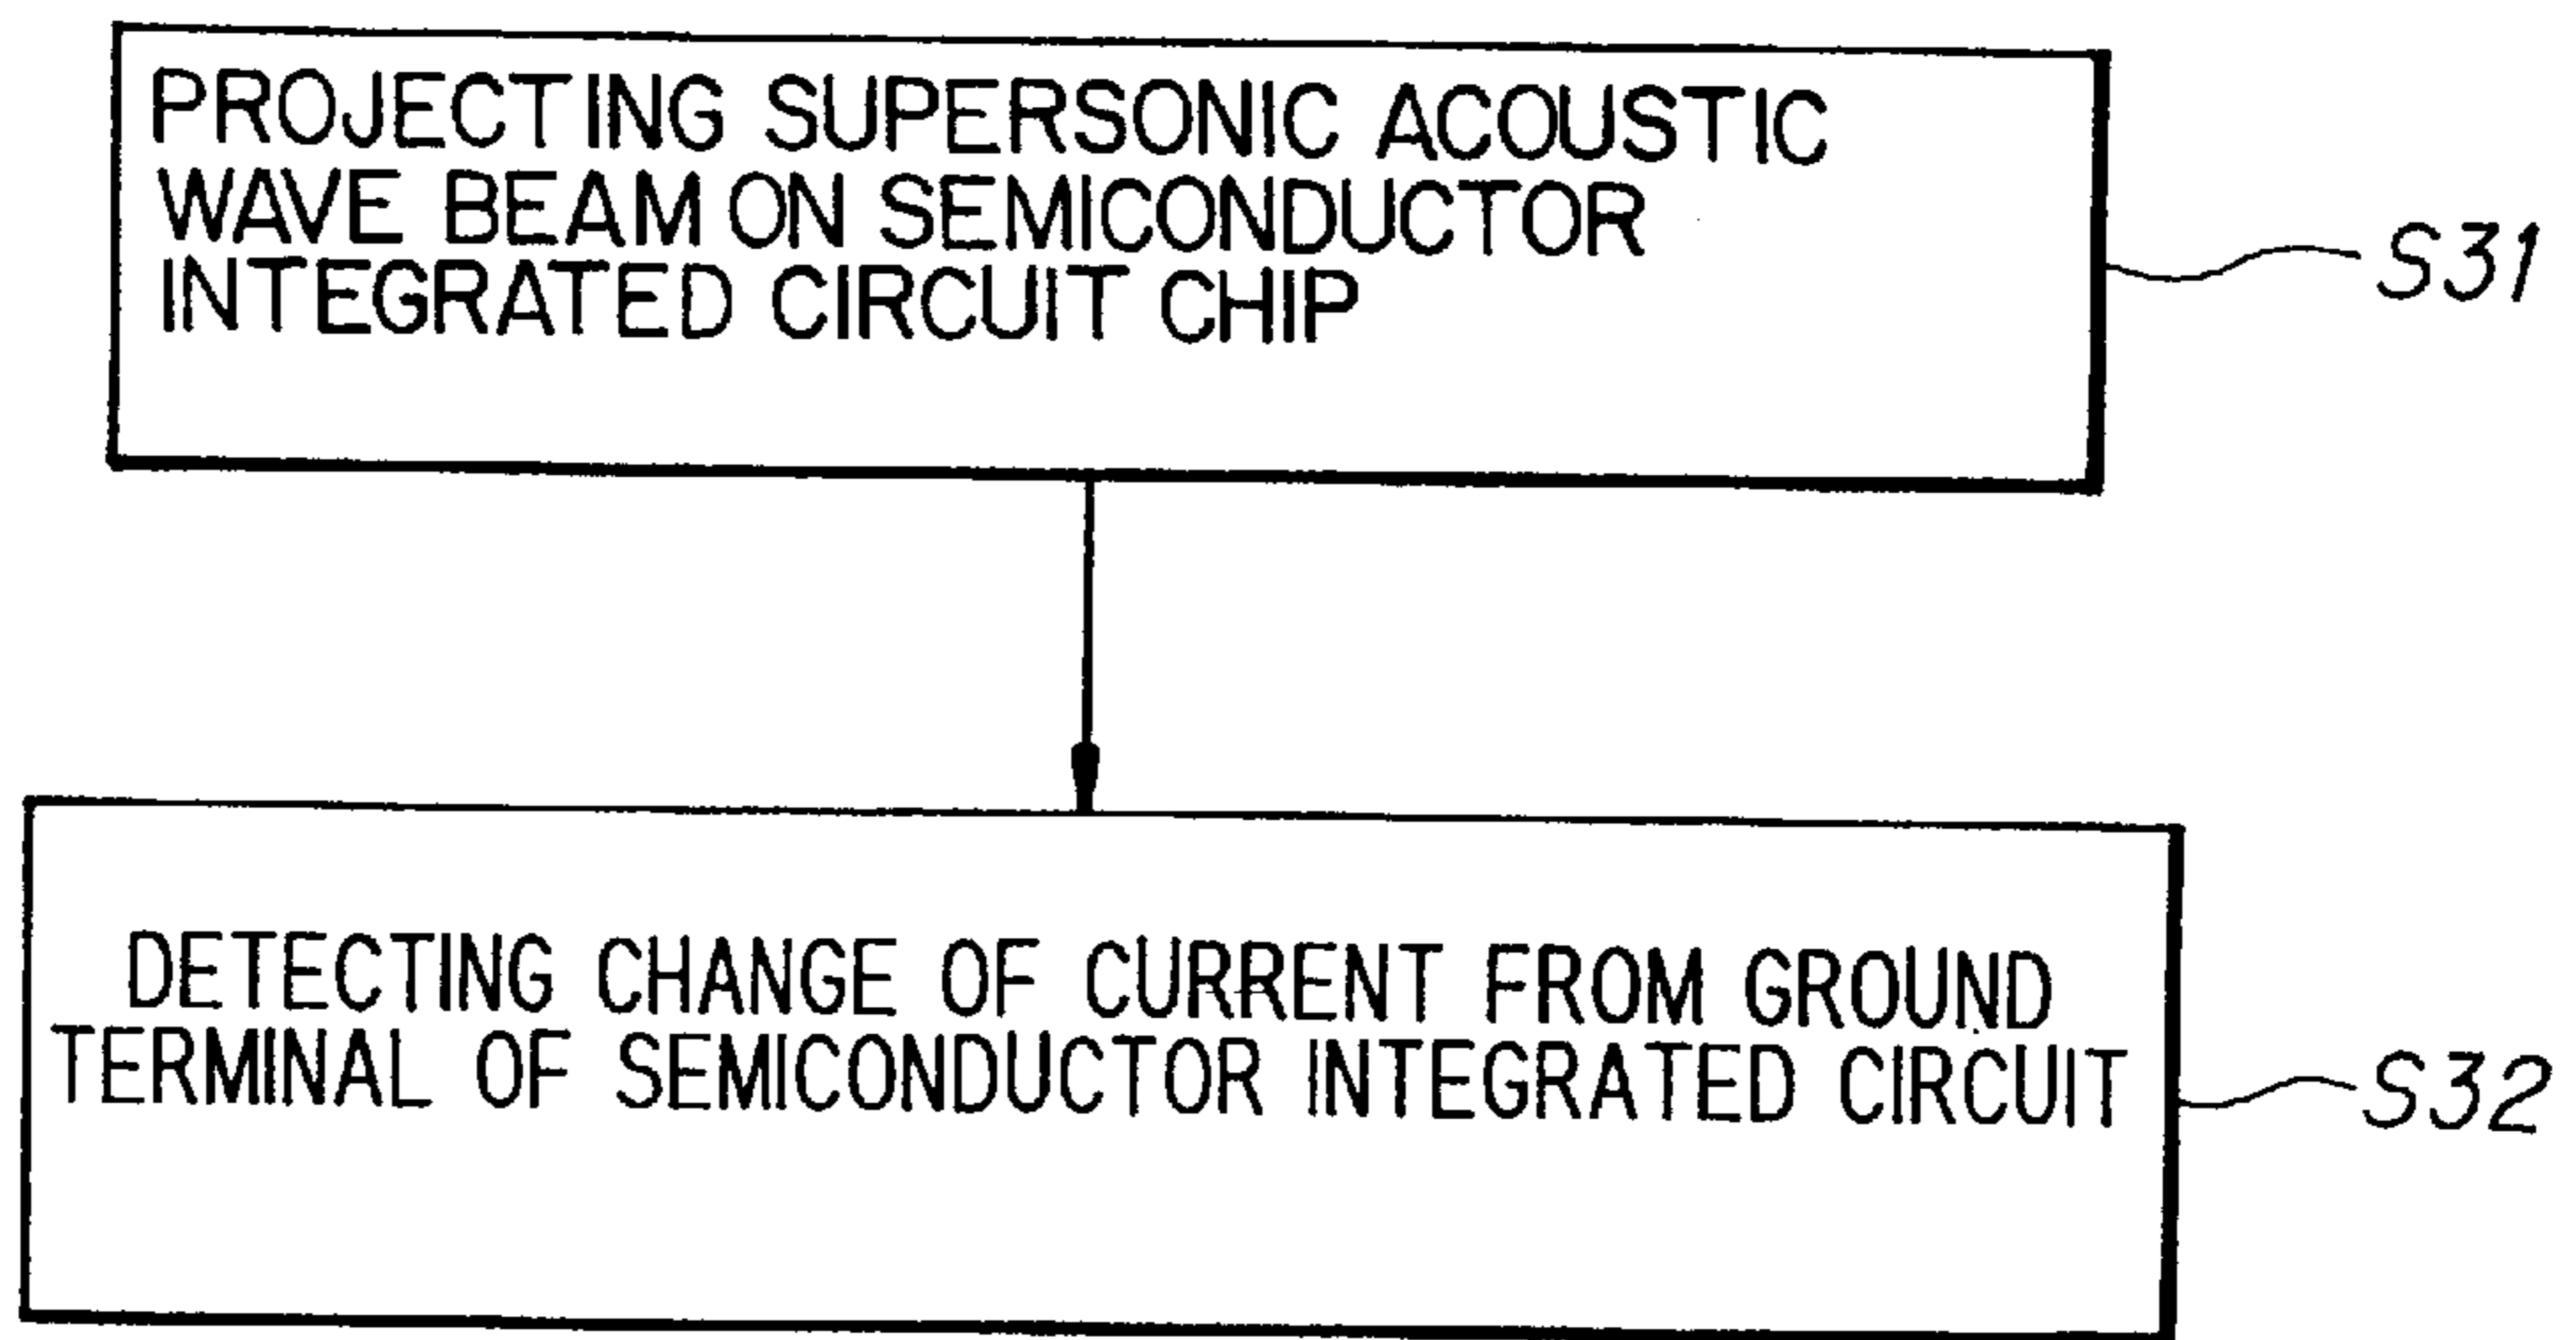 PROJECTING SUPERSONIC ACOUSTIC
WAVE BEAM ON SEMICONDUCTOR
INTEGRATED CIRCUIT CHIP
S31
DETECTING CHANGE OF CURRENT FROM GROUND
TERMINAL OF SEMICONDUCTOR INTEGRATED CIRCUIT
S32